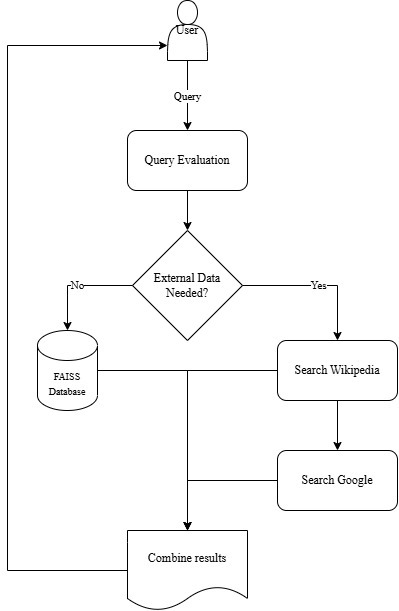 User
Query
Query Evaluation
External Data
Needed?
No
Yes
FAISS
Database
Search Wikipedia
Search Google
Combine results